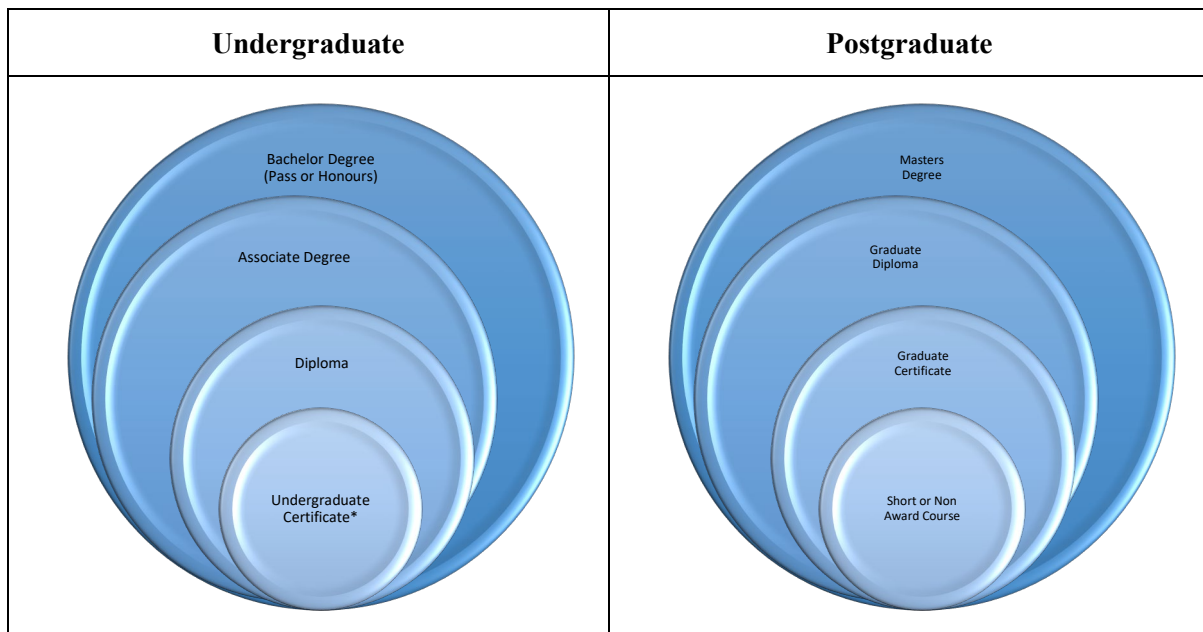 Undergraduate
Postgraduate
Bachelor Degree
(Pass or Honours)
Associate Degree
Diploma
Undergraduate
Certificate*
Masters
Degree
Graduate
Diploma
Graduate
Certificate
Short or Non
Award Course